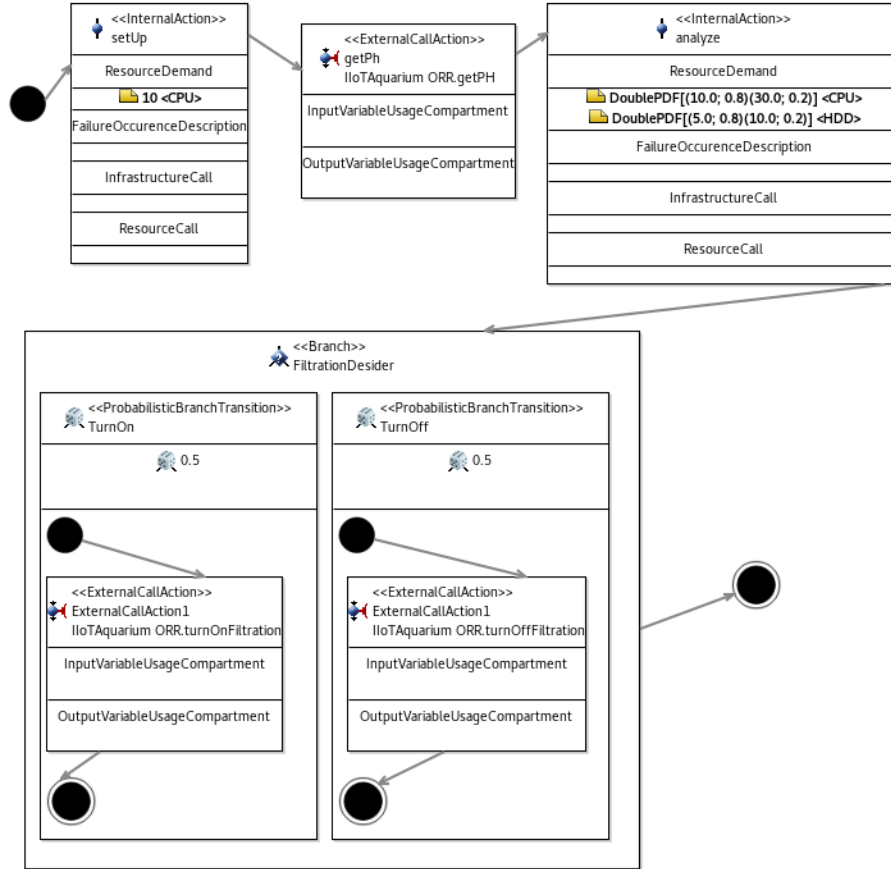 <<InternalAction>>
setUp
ResourceDemand
10 <CPU>
FailureOccurenceDescription
InfrastructureCall
ResourceCall
<<ExternalCallAction>>
getPh
IIoTAquarium ORR.getPH
InputVariableUsageCompartment
OutputVariableUsageCompartment
<<InternalAction>>
analyze
ResourceDemand
DoublePDF[(10.0; 0.8)(30.0; 0.2)] <CPU>
DoublePDF[(5.0; 0.8)(10.0; 0.2)] <HDD>
FailureOccurenceDescription
InfrastructureCall
ResourceCall
<<Branch>>
FiltrationDesider
<<ProbabilisticBranchTransition>>
TurnOn
0.5
<<ExternalCallAction>>
ExternalCallAction1
IIoTAquarium ORR.turnOnFiltration
InputVariableUsageCompartment
OutputVariableUsageCompartment
<<ProbabilisticBranchTransition>>
TurnOff
0.5
<<ExternalCallAction>>
ExternalCallAction1
IIoTAquarium ORR.turnOffFiltration
InputVariableUsageCompartment
OutputVariableUsageCompartment